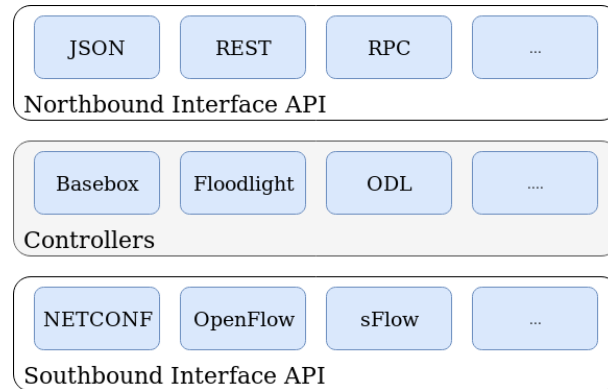 JSON REST RPC ...
Northbound Interface API
Basebox Floodlight ODL ....
Controllers
NETCONF OpenFlow sFlow ...
Southbound Interface API